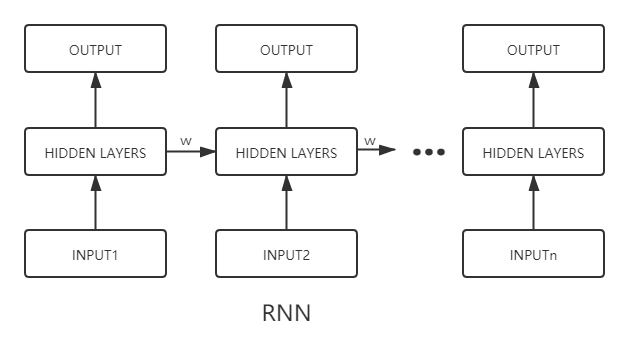 OUTPUT OUTPUT OUTPUT
HIDDEN LAYERS w HIDDEN LAYERS w ••• HIDDEN LAYERS
INPUT1 INPUT2 INPUTn
RNN